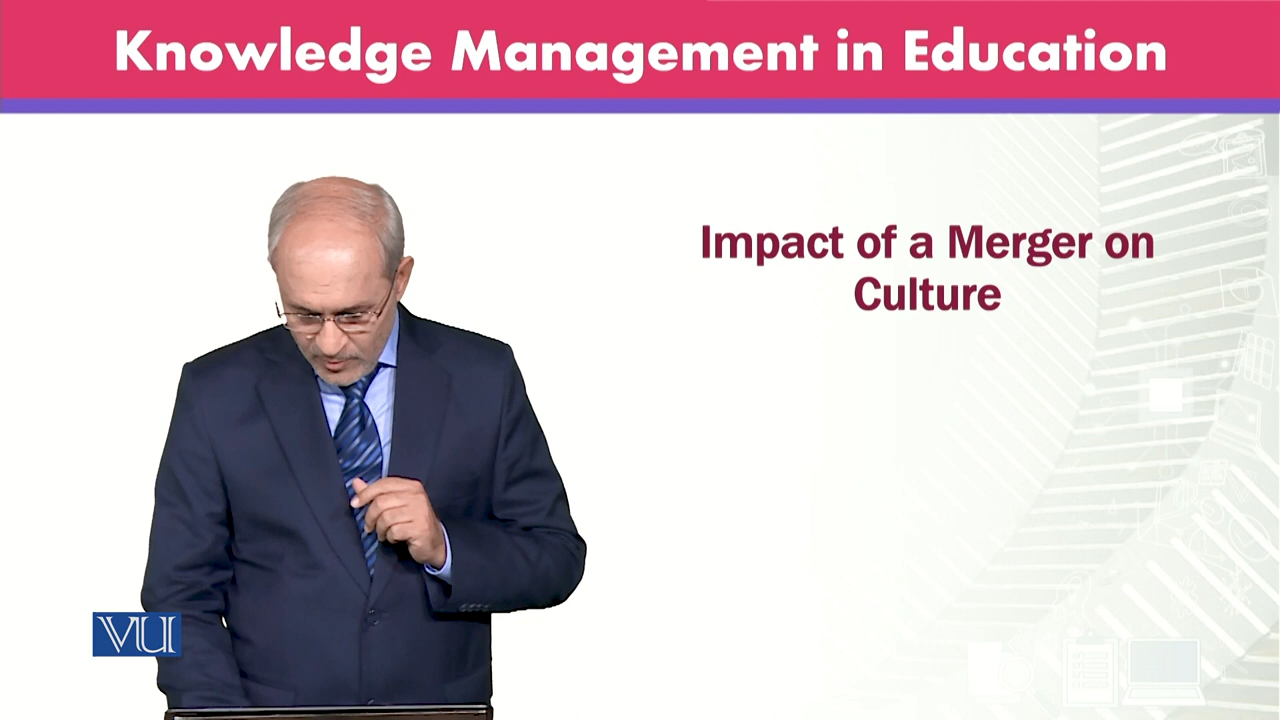 Knowledge Management in Education
Impact of a Merger on
Culture
VU